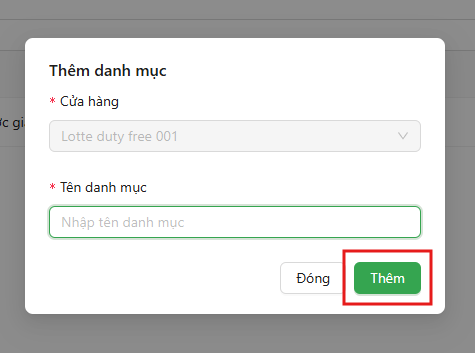 Thêm danh mục
* Cửa hàng
Lotte duty free 001
* Tên danh mục
Nhập tên danh mục
Đóng
Thêm